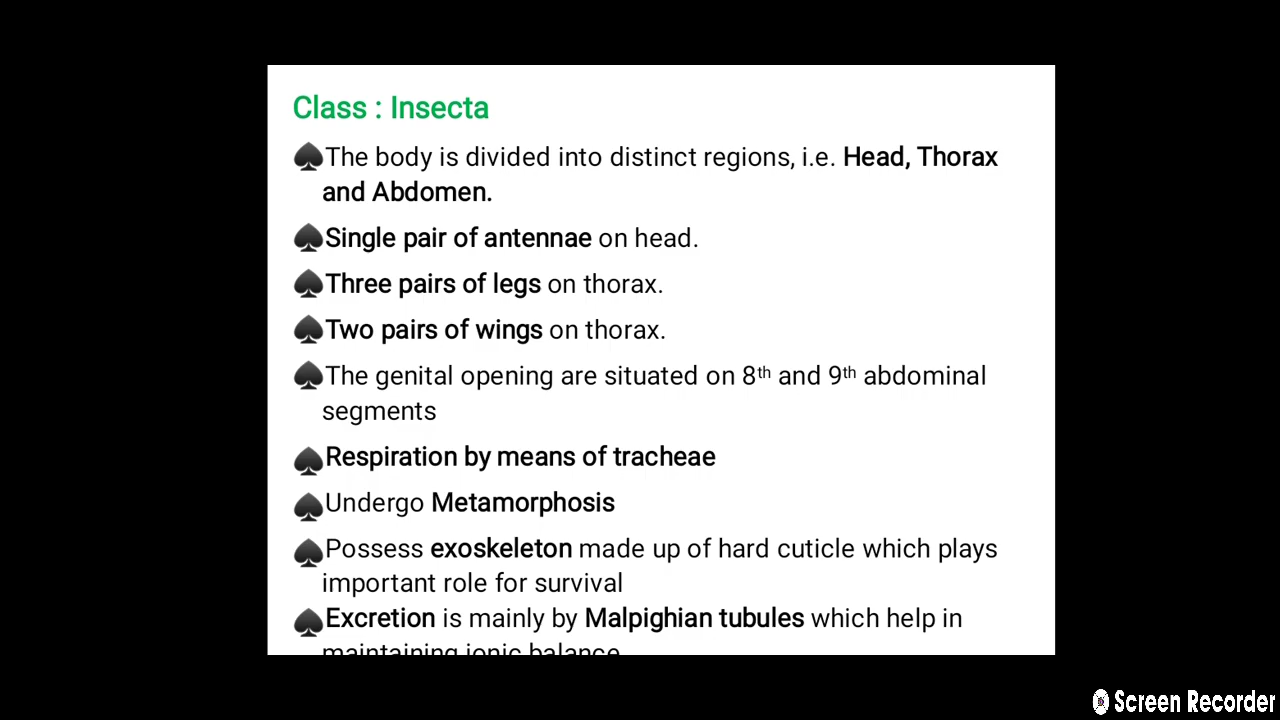 Class : Insecta
♠The body is divided into distinct regions, i.e. Head, Thorax
and Abdomen.
♠Single pair of antennae on head.
♠Three pairs of legs on thorax.
♠Two pairs of wings on thorax.
♠The genital opening are situated on 8th and 9th abdominal
segments
♠Respiration by means of tracheae
♠Undergo Metamorphosis
♠Possess exoskeleton made up of hard cuticle which plays
important role for survival
♠Excretion is mainly by Malpighian tubules which help in
maintaining ionic balance
Screen Recorder